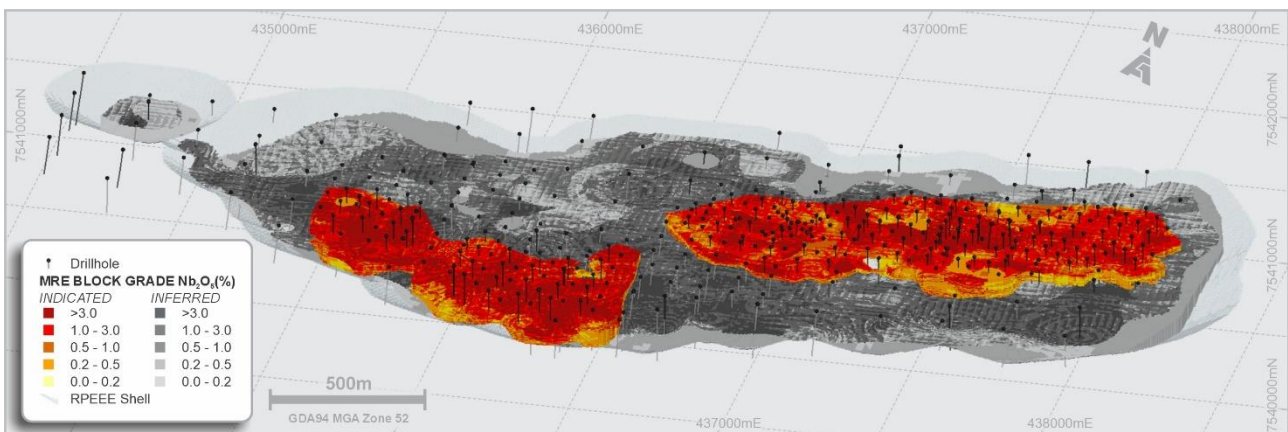 435000mE
436000mE
437000mE
438000mE
N
7541000mN
7542000mN
Drillhole
MRE BLOCK GRADE Nb₂O₅(%)
INDICATED INFERRED
>3.0 >3.0
1.0 - 3.0 1.0 - 3.0
0.5 - 1.0 0.5 - 1.0
0.2 - 0.5 0.2 - 0.5
0.0 - 0.2 0.0 - 0.2
RPEEE Shell
500m
GDA94 MGA Zone 52
7541000mN
7540000mN
437000mE
438000mE